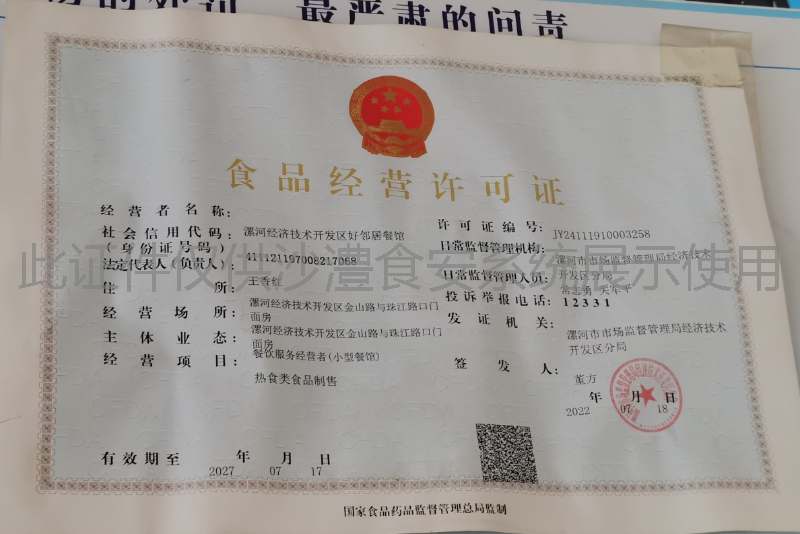 最严肃的问责
食品经营许可证
经营者名称：
漯河经济技术开发区好邻居餐馆
社会信用代码：
(身份证号码)
411121197008217068
法定代表人(负责人)：
王香红
住所：
漯河经济技术开发区金山路与珠江路口门
面房
经营场所：
漯河经济技术开发区金山路与珠江路口门
面房
主体业态：
餐饮服务经营者(小型餐馆)
经营项目：
热食类食品制售
许可证编号：
JY24111910003258
日常监督管理机构：
漯河市市场监督管理局经济技术
开发区分局
日常监督管理人员：
常志勇
投诉举报电话：12331
发证机关：
漯河市市场监督管理局经济技术
开发区分局
签发人：
董方
年 月 日
2022 07 18
有效期至 年 月 日
2027 07 17
国家食品药品监督管理总局监制
此证件仅供沙澧食安系统展示使用